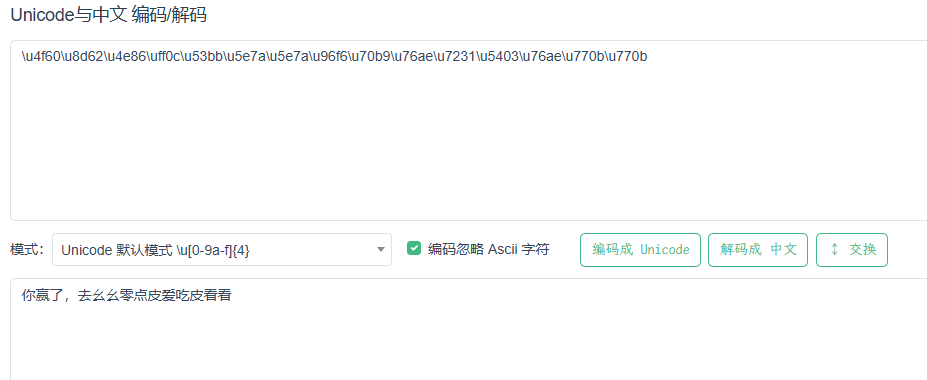 Unicode与中文 编码/解码
\u4f60\u8d62\u4e86\uff0c\u53bb\u5e7a\u5e7a\u96f6\u70b9\u76ae\u7231\u5403\u76ae\u770b\u770b
模式: Unicode 默认模式 \u[0-9a-f]{4} 编码忽略 Ascii 字符 编码成 Unicode 解码成 中文 ↕ 交换
你赢了，去幺幺零点皮爱吃皮看看